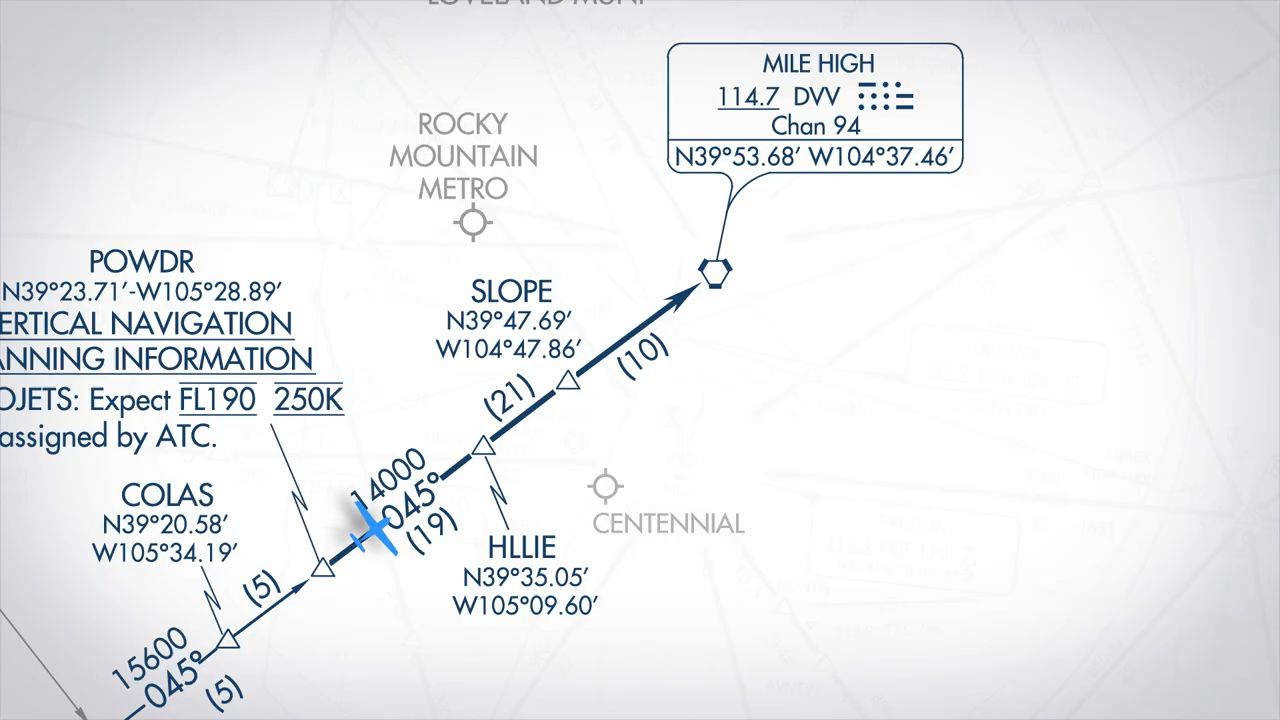 LOVELAND MUNI
MILE HIGH
114.7 DVV
Chan 94
N39°53.68′ W104°37.46′
ROCKY
MOUNTAIN
METRO
POWDR
N39°23.71′-W105°28.89′
ERTICAL NAVIGATION
ANNING INFORMATION
OJETS: Expect FL190 250K
assigned by ATC.
SLOPE
N39°47.69′
W104°47.86′
(10)
(21)
14000
045°
(19)
CENTENNIAL
COLAS
N39°20.58′
W105°34.19′
HLLIE
N39°35.05′
W105°09.60′
(5)
15600
045°
(5)